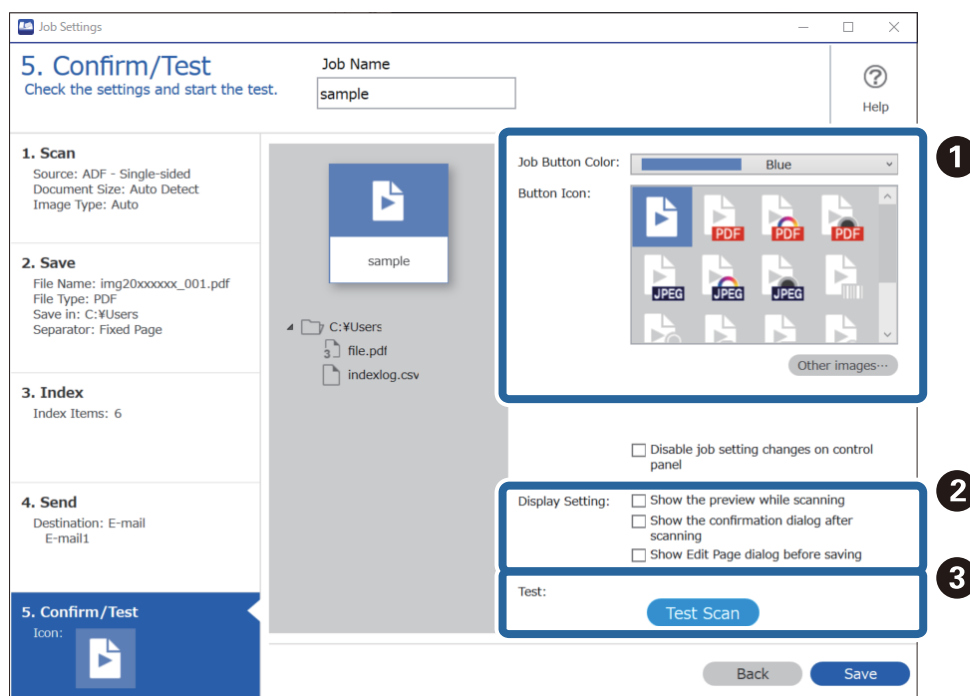 Job Settings
5. Confirm/Test
Check the settings and start the test.
Job Name
sample
Help
1. Scan
Source: ADF - Single-sided
Document Size: Auto Detect
Image Type: Auto
2. Save
File Name: img20xxxxxx_001.pdf
File Type: PDF
Save in: C:¥Users
Separator: Fixed Page
3. Index
Index Items: 6
4. Send
Destination: E-mail
E-mail1
5. Confirm/Test
Icon:
sample
C:¥Users
3
file.pdf
indexlog.csv
1
Job Button Color:
Blue
Button Icon:
PDF
PDF
PDF
JPEG
JPEG
JPEG
Other images···
Disable job setting changes on control
panel
2
Display Setting:
Show the preview while scanning
Show the confirmation dialog after
scanning
Show Edit Page dialog before saving
3
Test:
Test Scan
Back
Save